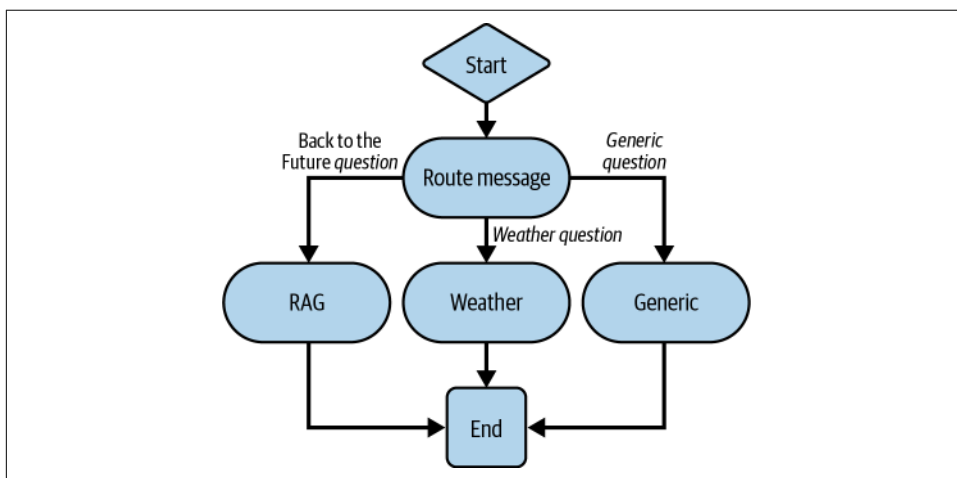 Start
Back to the
Future question
Generic
question
Route message
Weather question
RAG
Weather
Generic
End